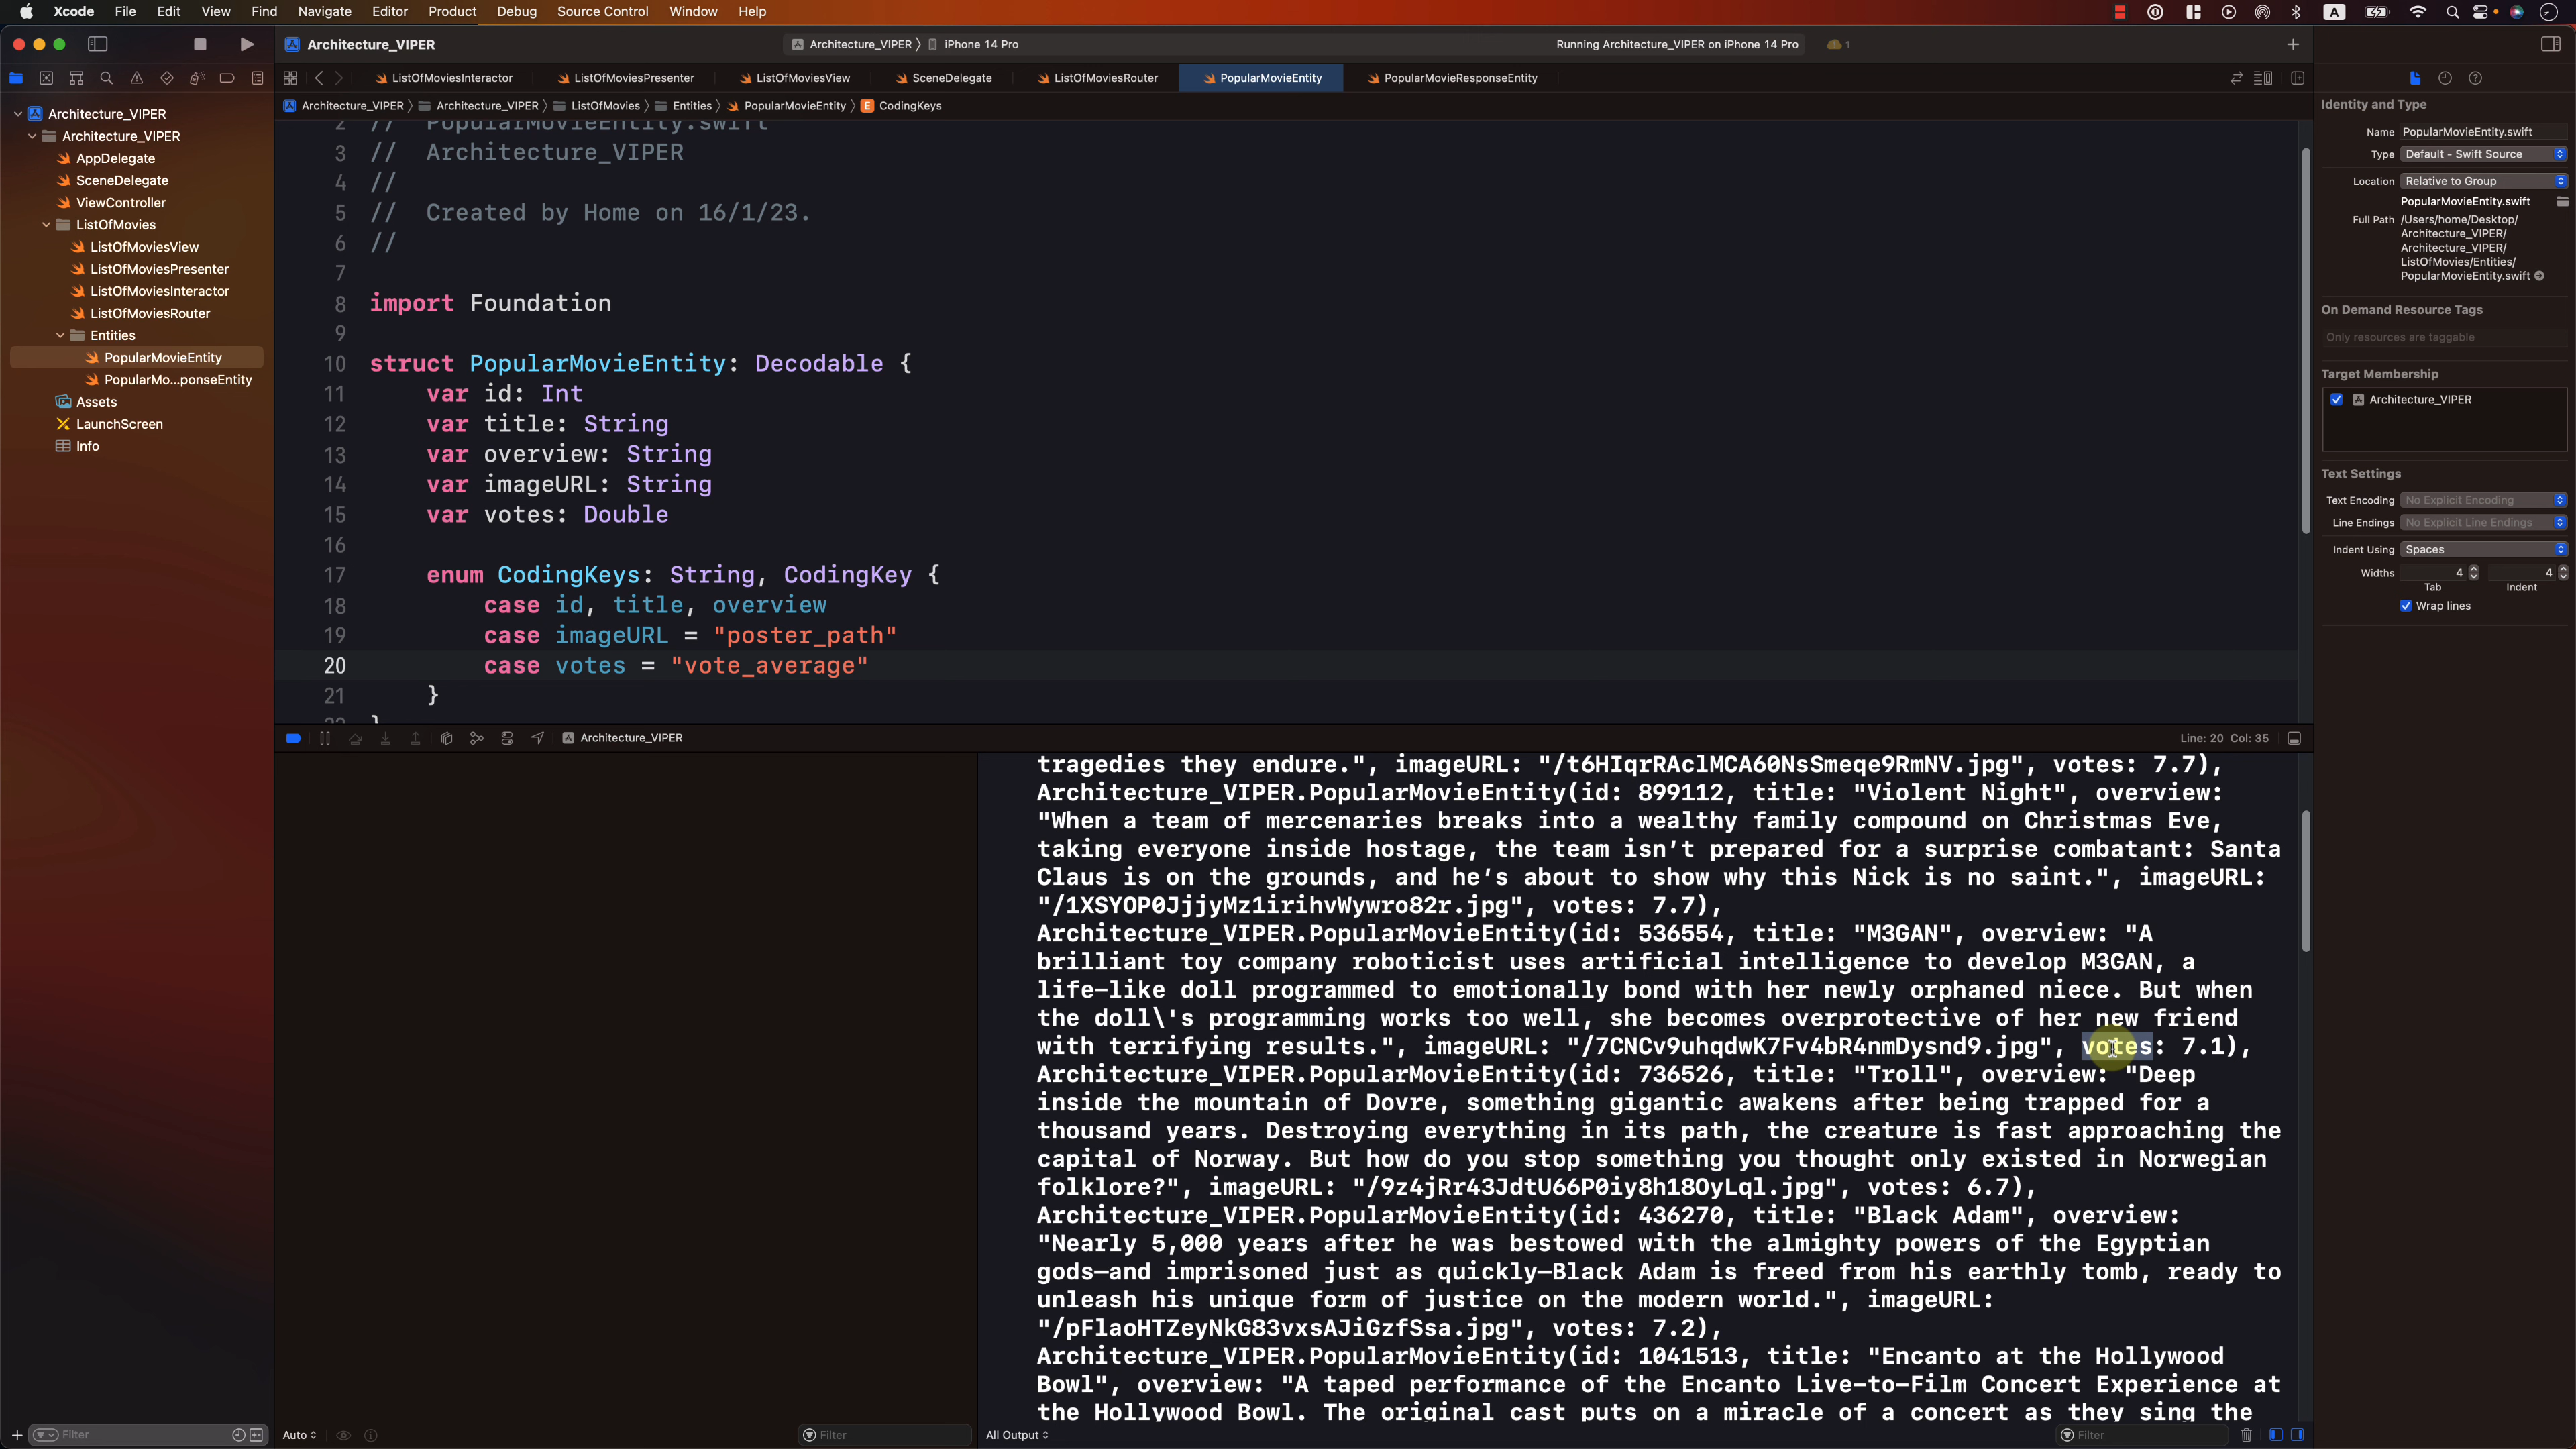 Xcode File Edit View Find Navigate Editor Product Debug Source Control Window Help
A
Architecture_VIPER
Architecture_VIPER 〉 iPhone 14 Pro
Running Architecture_VIPER on iPhone 14 Pro
1
ListOfMoviesInteractor ListOfMoviesPresenter ListOfMoviesView SceneDelegate ListOfMoviesRouter PopularMovieEntity PopularMovieResponseEntity
Architecture_VIPER 〉 Architecture_VIPER 〉 ListOfMovies 〉 Entities 〉 PopularMovieEntity 〉 E CodingKeys
Architecture_VIPER
Architecture_VIPER
AppDelegate
SceneDelegate
ViewController
ListOfMovies
ListOfMoviesView
ListOfMoviesPresenter
ListOfMoviesInteractor
ListOfMoviesRouter
Entities
PopularMovieEntity
PopularMo...ponseEntity
Assets
LaunchScreen
Info
2 // PopularMovieEntity.swift
3 // Architecture_VIPER
4 //
5 // Created by Home on 16/1/23.
6 //
7
8 import Foundation
9
10 struct PopularMovieEntity: Decodable {
11 var id: Int
12 var title: String
13 var overview: String
14 var imageURL: String
15 var votes: Double
16
17 enum CodingKeys: String, CodingKey {
18 case id, title, overview
19 case imageURL = "poster_path"
20 case votes = "vote_average"
21 }
22 }
Architecture_VIPER
Line: 20 Col: 35
tragedies they endure.", imageURL: "/t6HIqrRAclMCA60NsSmeqe9RmNV.jpg", votes: 7.7),
Architecture_VIPER.PopularMovieEntity(id: 899112, title: "Violent Night", overview:
"When a team of mercenaries breaks into a wealthy family compound on Christmas Eve,
taking everyone inside hostage, the team isn’t prepared for a surprise combatant: Santa
Claus is on the grounds, and he’s about to show why this Nick is no saint.", imageURL:
"/1XSYOP0JjjyMz1irihvWywro82r.jpg", votes: 7.7),
Architecture_VIPER.PopularMovieEntity(id: 536554, title: "M3GAN", overview: "A
brilliant toy company roboticist uses artificial intelligence to develop M3GAN, a
life-like doll programmed to emotionally bond with her newly orphaned niece. But when
the doll\'s programming works too well, she becomes overprotective of her new friend
with terrifying results.", imageURL: "/7CNCv9uhqdwK7Fv4bR4nmDysnd9.jpg", votes: 7.1),
Architecture_VIPER.PopularMovieEntity(id: 736526, title: "Troll", overview: "Deep
inside the mountain of Dovre, something gigantic awakens after being trapped for a
thousand years. Destroying everything in its path, the creature is fast approaching the
capital of Norway. But how do you stop something you thought only existed in Norwegian
folklore?", imageURL: "/9z4jRr43JdtU66P0iy8h18OyLql.jpg", votes: 6.7),
Architecture_VIPER.PopularMovieEntity(id: 436270, title: "Black Adam", overview:
"Nearly 5,000 years after he was bestowed with the almighty powers of the Egyptian
gods—and imprisoned just as quickly—Black Adam is freed from his earthly tomb, ready to
unleash his unique form of justice on the modern world.", imageURL:
"/pFlaoHTZeyNkG83vxsAJiGzfSsa.jpg", votes: 7.2),
Architecture_VIPER.PopularMovieEntity(id: 1041513, title: "Encanto at the Hollywood
Bowl", overview: "A taped performance of the Encanto Live-to-Film Concert Experience at
the Hollywood Bowl. The original cast puts on a miracle of a concert as they sing the
Filter
Auto
Filter
All Output
Filter
Identity and Type
Name PopularMovieEntity.swift
Type Default - Swift Source
Location Relative to Group
PopularMovieEntity.swift
Full Path /Users/home/Desktop/
Architecture_VIPER/
Architecture_VIPER/
ListOfMovies/Entities/
PopularMovieEntity.swift
On Demand Resource Tags
Only resources are taggable
Target Membership
Architecture_VIPER
Text Settings
Text Encoding No Explicit Encoding
Line Endings No Explicit Line Endings
Indent Using Spaces
Widths 4 4
Tab Indent
Wrap lines